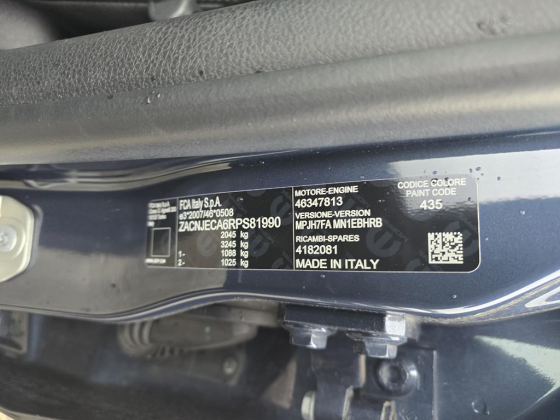 FCA Italy S.p.A.
e3*2007/46*0508
ZACNJECA6RPS81990
2045 kg
3245 kg
1- 1088 kg
2- 1025 kg
MOTORE-ENGINE
46347813
VERSIONE-VERSION
MPJH7FA MN1EBHRB
RICAMBI-SPARES
4182081
MADE IN ITALY
CODICE COLORE
PAINT CODE
435